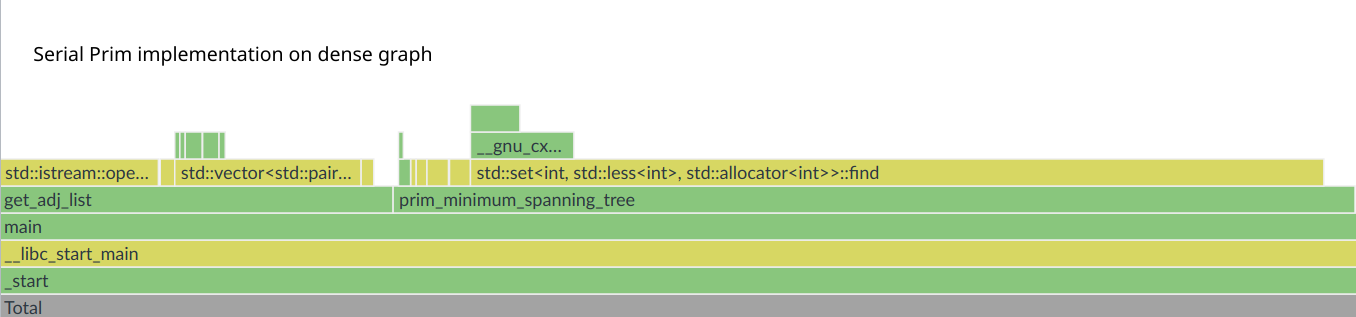 Serial Prim implementation on dense graph
__gnu_cx...
std::istream::ope... std::vector<std::pair... std::set<int, std::less<int>, std::allocator<int>>::find
get_adj_list prim_minimum_spanning_tree
main
__libc_start_main
_start
Total